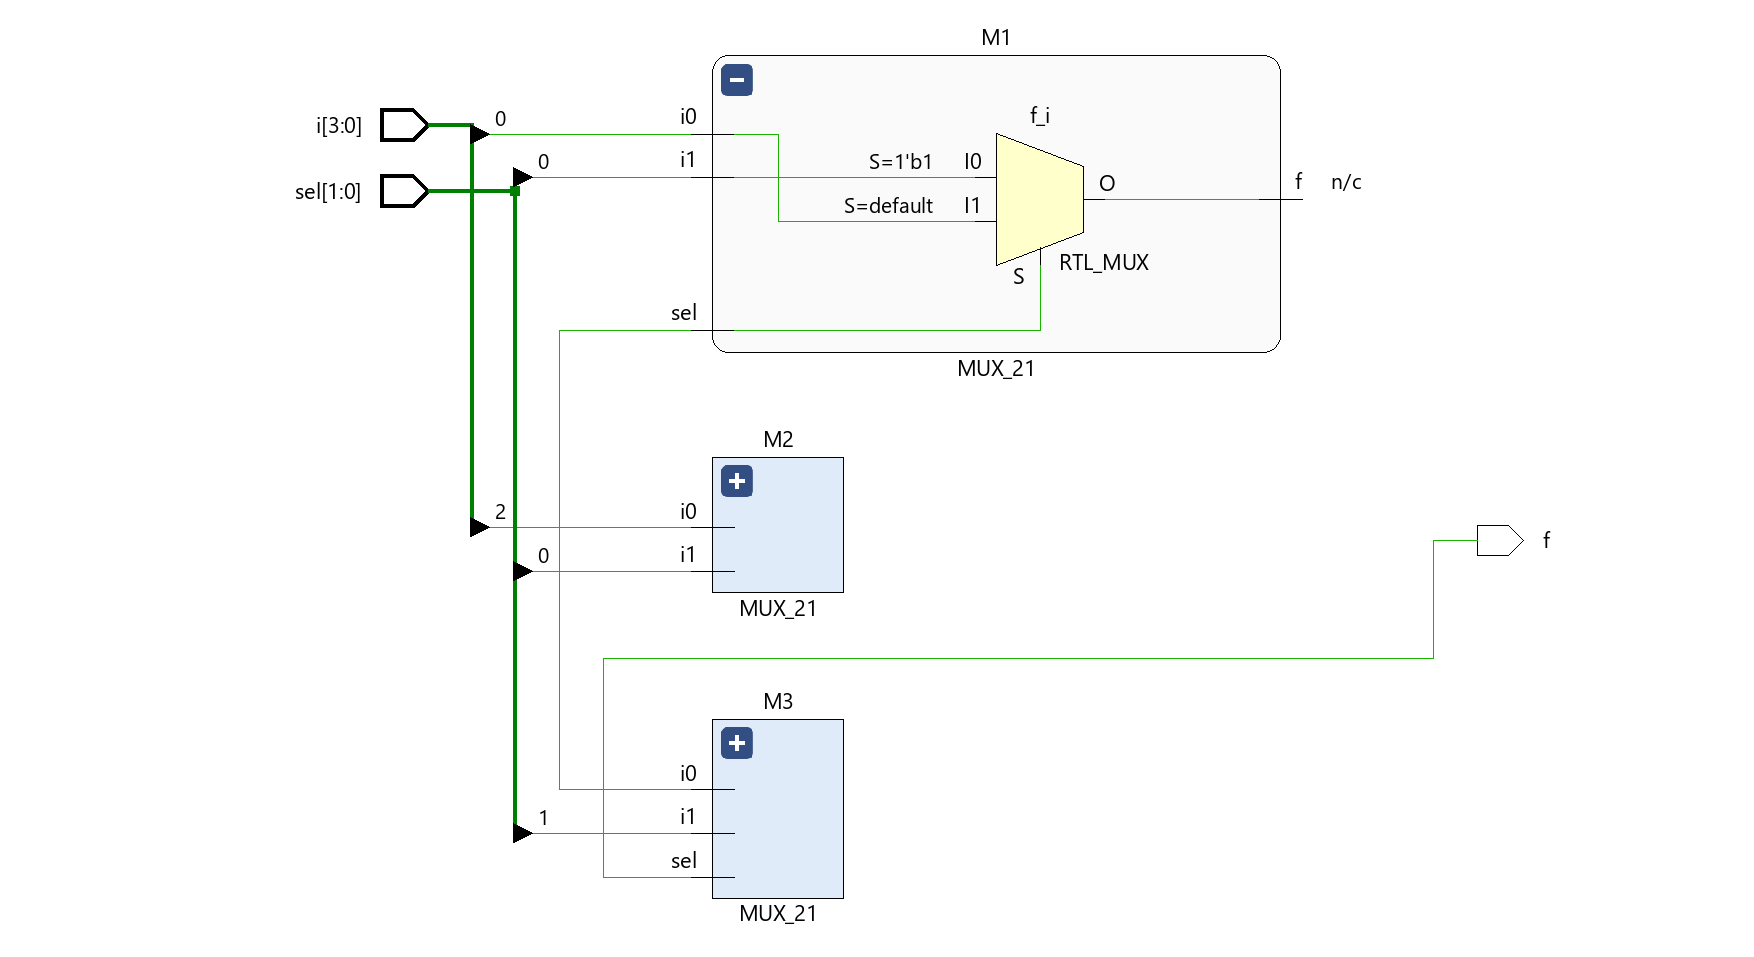 M1
i[3:0]
0
i0
f_i
0
i1
S=1'b1
I0
sel[1:0]
S=default
I1
O
f
n/c
S
RTL_MUX
sel
MUX_21
M2
2
i0
0
i1
MUX_21
f
M3
i0
1
i1
sel
MUX_21